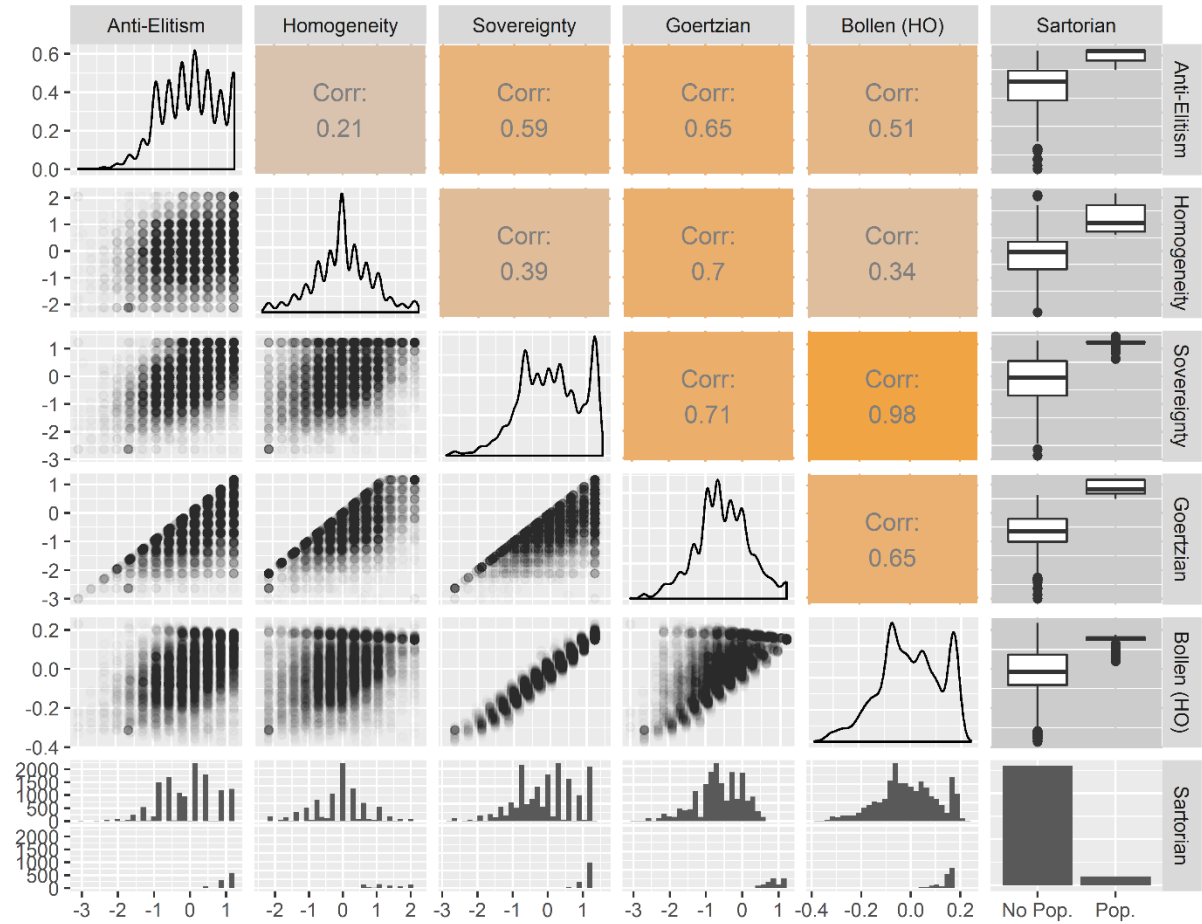 Anti-Elitism Homogeneity Sovereignty Goertzian Bollen (HO) Sartorian
0.6
0.4
0.2
0.0
Corr:
0.21
Corr:
0.59
Corr:
0.65
Corr:
0.51
Anti-Elitism
2
1
0
-1
-2
Corr:
0.39
Corr:
0.7
Corr:
0.34
Homogeneity
1
0
-1
-2
-3
Corr:
0.71
Corr:
0.98
Sovereignty
1
0
-1
-2
-3
Corr:
0.65
Goertzian
0.2
0.0
-0.2
-0.4
Bollen (HO)
2000
1500
1000
500
0
2000
1500
1000
500
0
Sartorian
-3 -2 -1 0 1 -2 -1 0 1 2 -3 -2 -1 0 1 -3 -2 -1 0 1 -0.4 -0.2 0.0 0.2 No Pop. Pop.